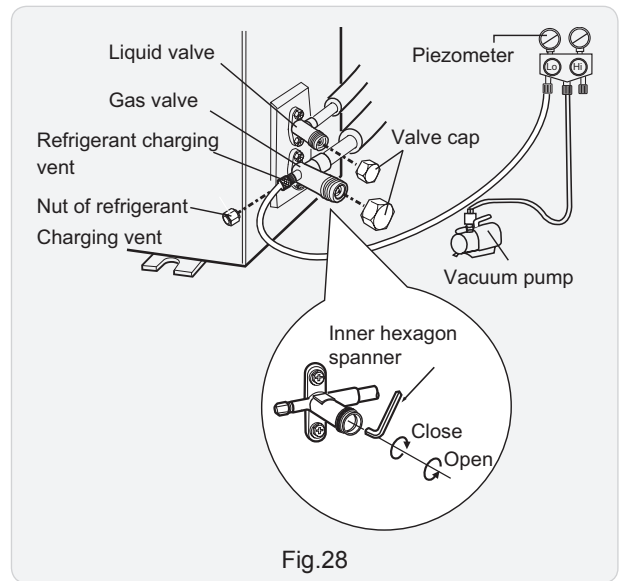 Liquid valve
Gas valve
Refrigerant charging
vent
Nut of refrigerant
Charging vent
Piezometer
Lo
Hi
Valve cap
Vacuum pump
Inner hexagon
spanner
Close
Open
Fig.28